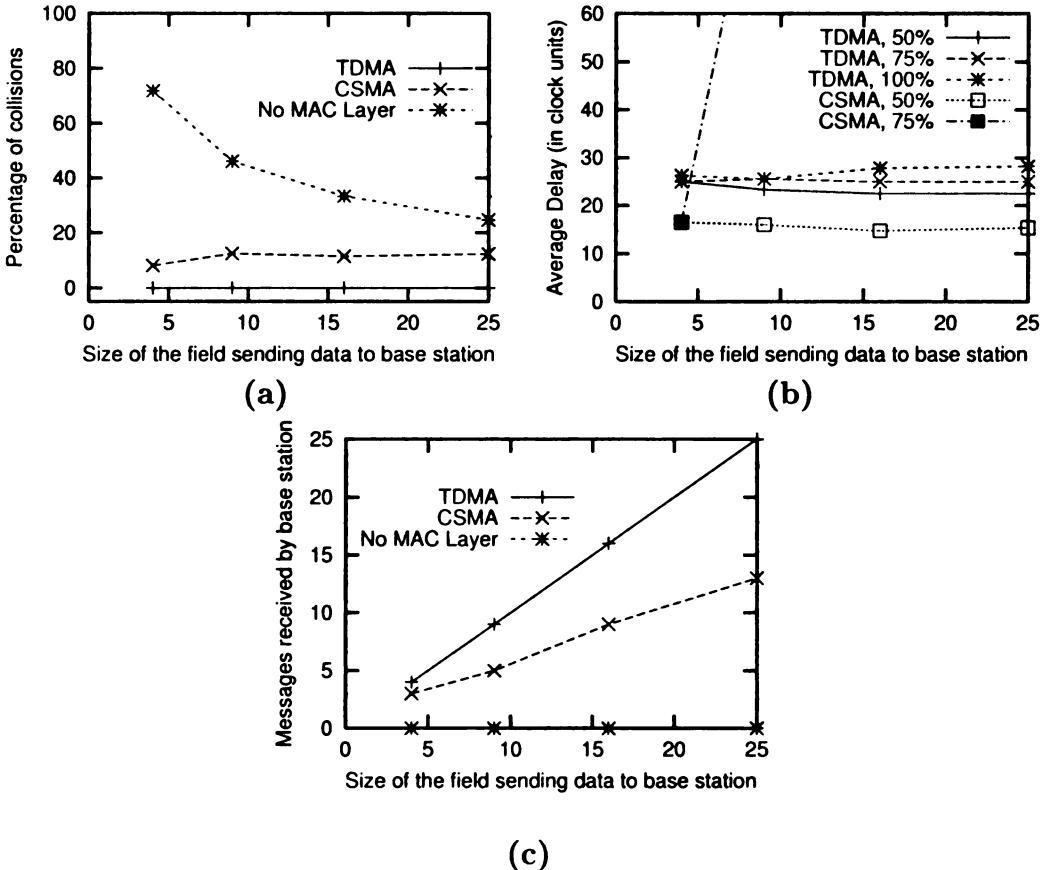 Percentage of collisions
100
80
60
40
20
0
TDMA
CSMA
No MAC Layer
0 5 10 15 20 25
Size of the field sending data to base station
(a)
Average Delay (in clock units)
60
50
40
30
20
10
0
TDMA, 50%
TDMA, 75%
TDMA, 100%
CSMA, 50%
CSMA, 75%
0 5 10 15 20 25
Size of the field sending data to base station
(b)
Messages received by base station
25
20
15
10
5
0
TDMA
CSMA
No MAC Layer
0 5 10 15 20 25
Size of the field sending data to base station
(c)